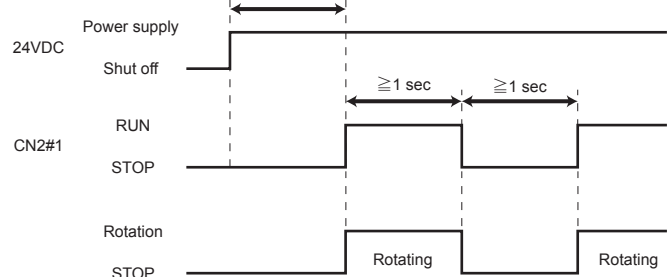 Power supply
24VDC
Shut off
≧1 sec ≧1 sec
RUN
CN2#1
STOP
Rotation
Rotating Rotating
STOP